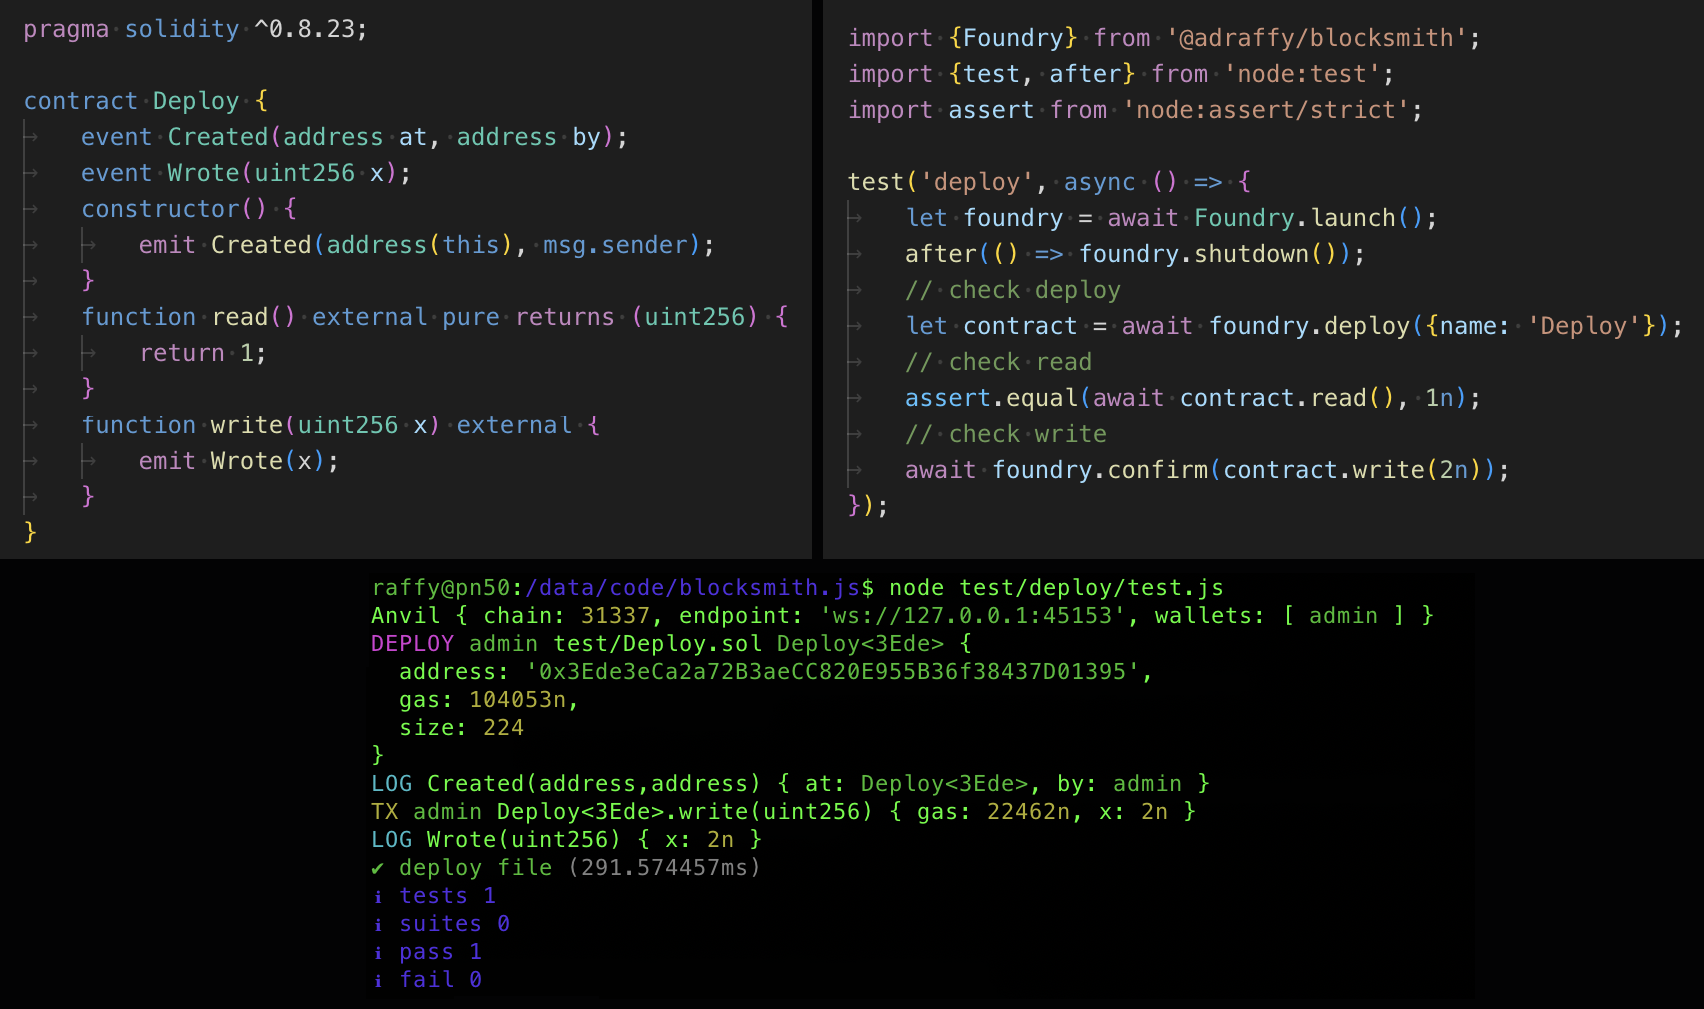 pragma solidity ^0.8.23;

contract Deploy {
    event Created(address at, address by);
    event Wrote(uint256 x);
    constructor() {
        emit Created(address(this), msg.sender);
    }
    function read() external pure returns (uint256) {
        return 1;
    }
    function write(uint256 x) external {
        emit Wrote(x);
    }
}
import {Foundry} from '@adraffy/blocksmith';
import {test, after} from 'node:test';
import assert from 'node:assert/strict';

test('deploy', async () => {
    let foundry = await Foundry.launch();
    after(() => foundry.shutdown());
    // check deploy
    let contract = await foundry.deploy({name: 'Deploy'});
    // check read
    assert.equal(await contract.read(), 1n);
    // check write
    await foundry.confirm(contract.write(2n));
});
raffy@pn50:/data/code/blocksmith.js$ node test/deploy/test.js
Anvil { chain: 31337, endpoint: 'ws://127.0.0.1:45153', wallets: [ admin ] }
DEPLOY admin test/Deploy.sol Deploy<3Ede> {
  address: '0x3Ede3eCa2a72B3aeCC820E955B36f38437D01395',
  gas: 104053n,
  size: 224
}
LOG Created(address,address) { at: Deploy<3Ede>, by: admin }
TX admin Deploy<3Ede>.write(uint256) { gas: 22462n, x: 2n }
LOG Wrote(uint256) { x: 2n }
✔ deploy file (291.574457ms)
ℹ tests 1
ℹ suites 0
ℹ pass 1
ℹ fail 0